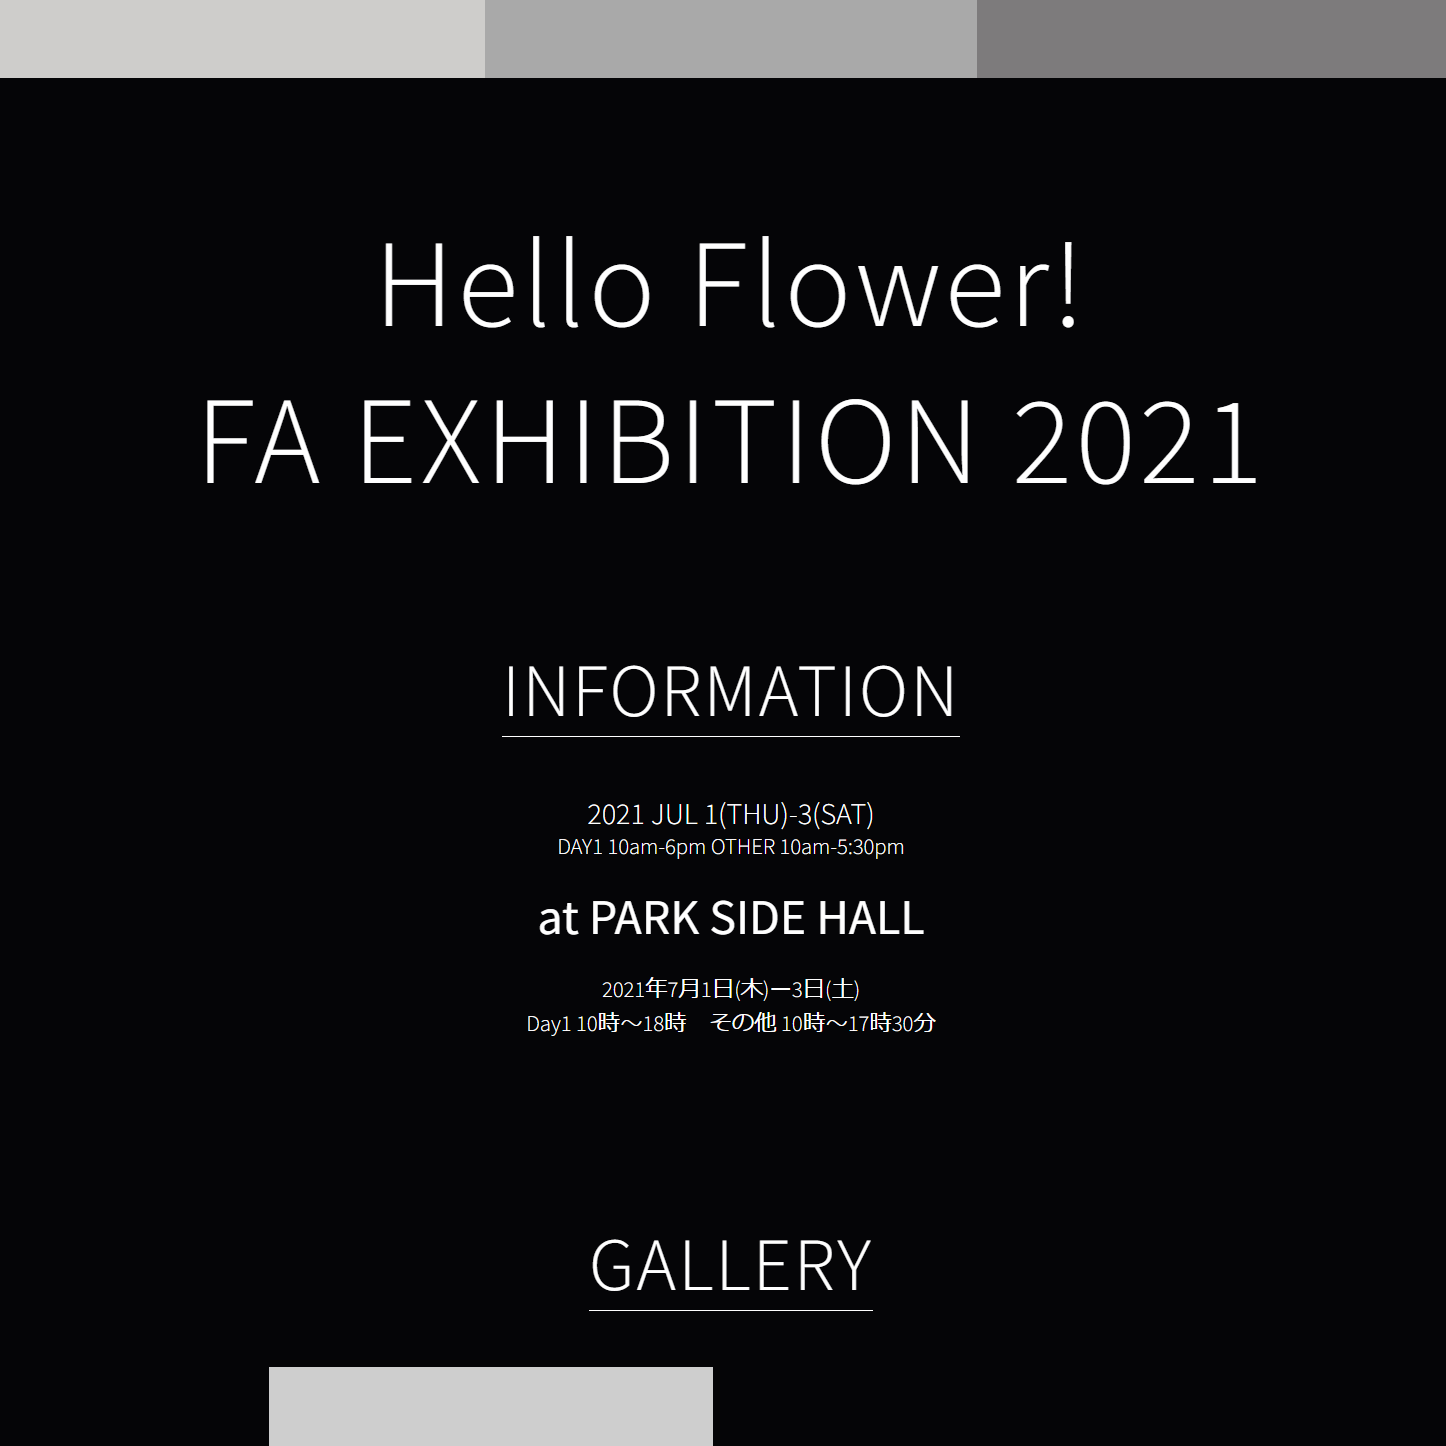 Hello Flower!
FA EXHIBITION 2021
INFORMATION
2021 JUL 1(THU)-3(SAT)
DAY1 10am-6pm OTHER 10am-5:30pm
at PARK SIDE HALL
2021年7月1日(木)ー3日(土)
Day1 10時〜18時　その他 10時〜17時30分
GALLERY